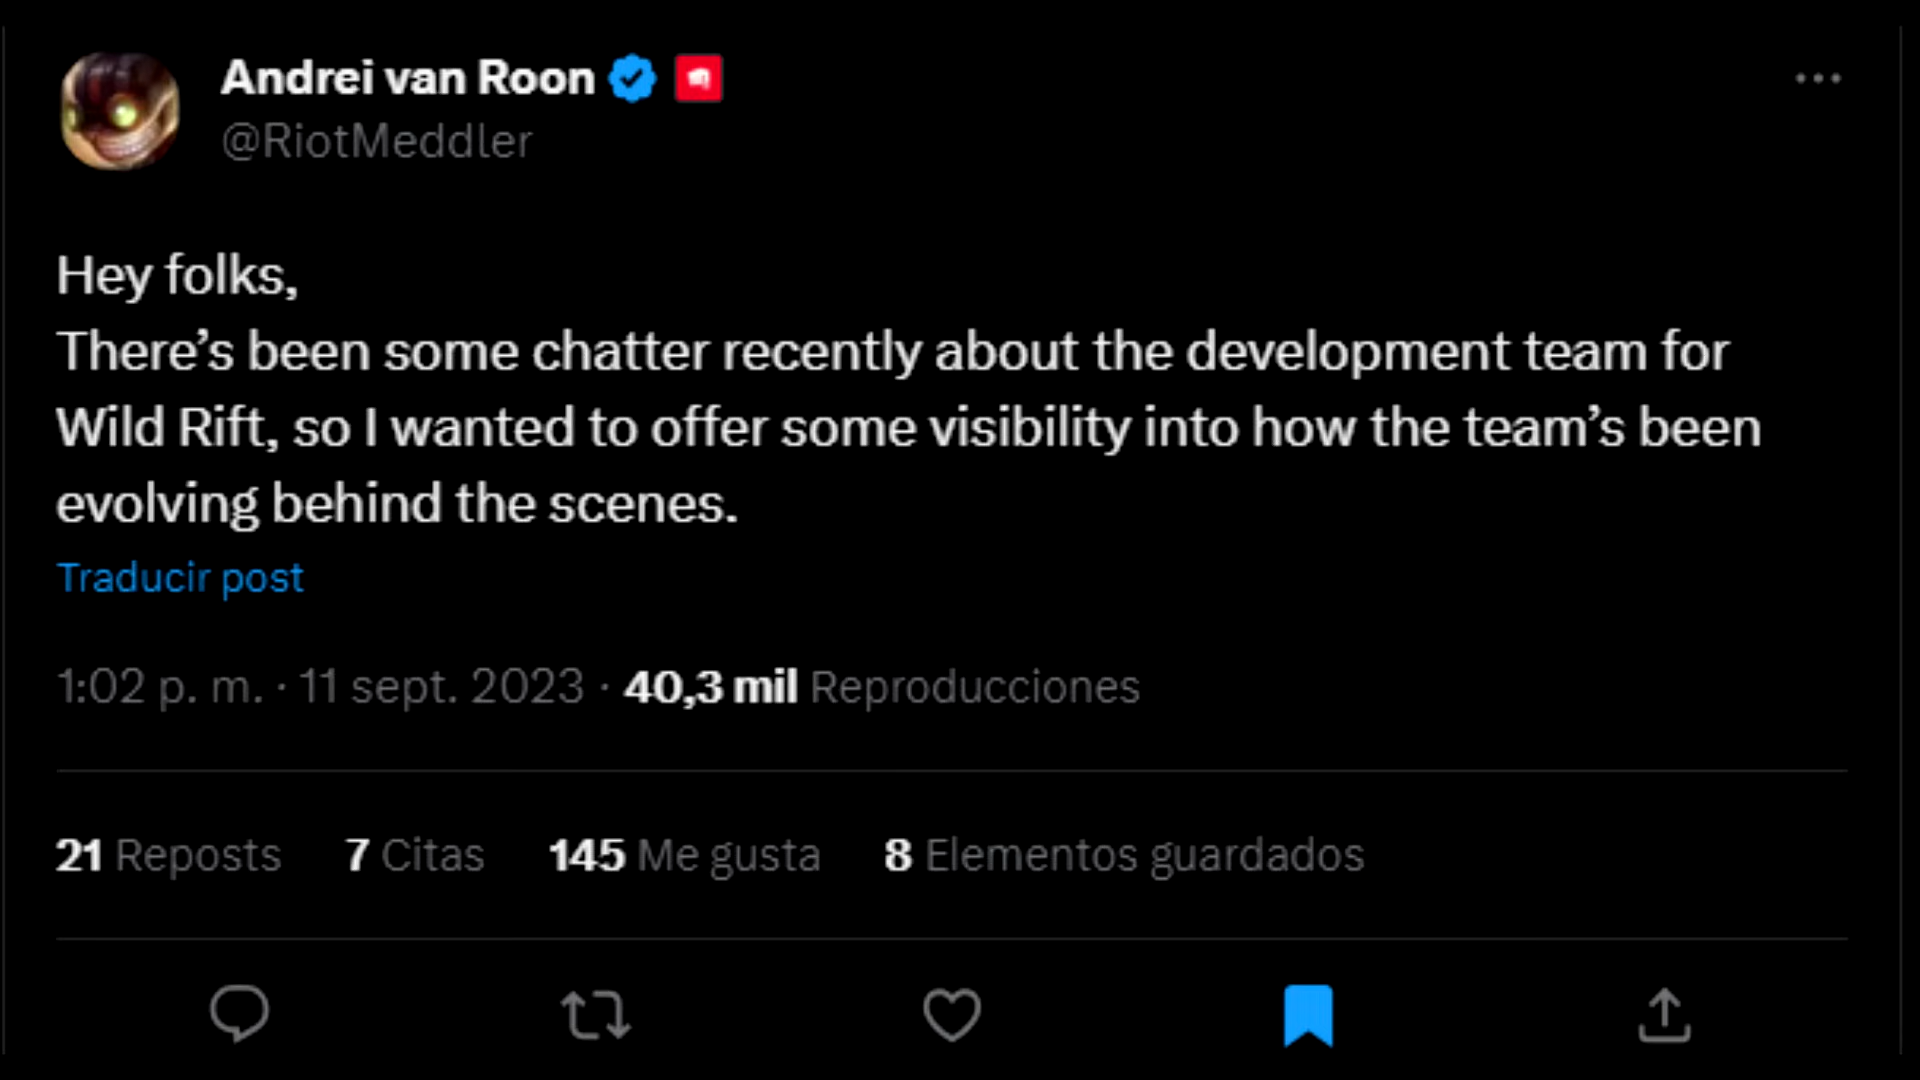 Andrei van Roon
@RiotMeddler
Hey folks,
There’s been some chatter recently about the development team for
Wild Rift, so I wanted to offer some visibility into how the team’s been
evolving behind the scenes.
Traducir post
1:02 p. m. · 11 sept. 2023 · 40,3 mil Reproducciones
21 Reposts 7 Citas 145 Me gusta 8 Elementos guardados